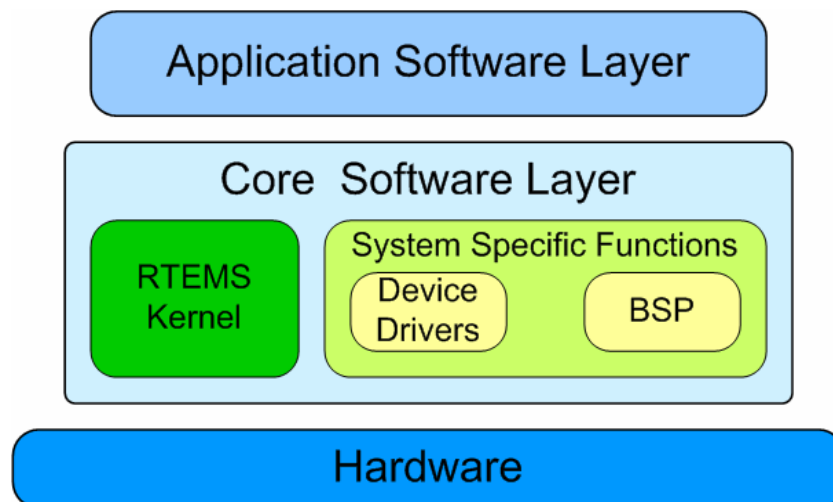 Application Software Layer
Core Software Layer
RTEMS
Kernel
System Specific Functions
Device
Drivers
BSP
Hardware